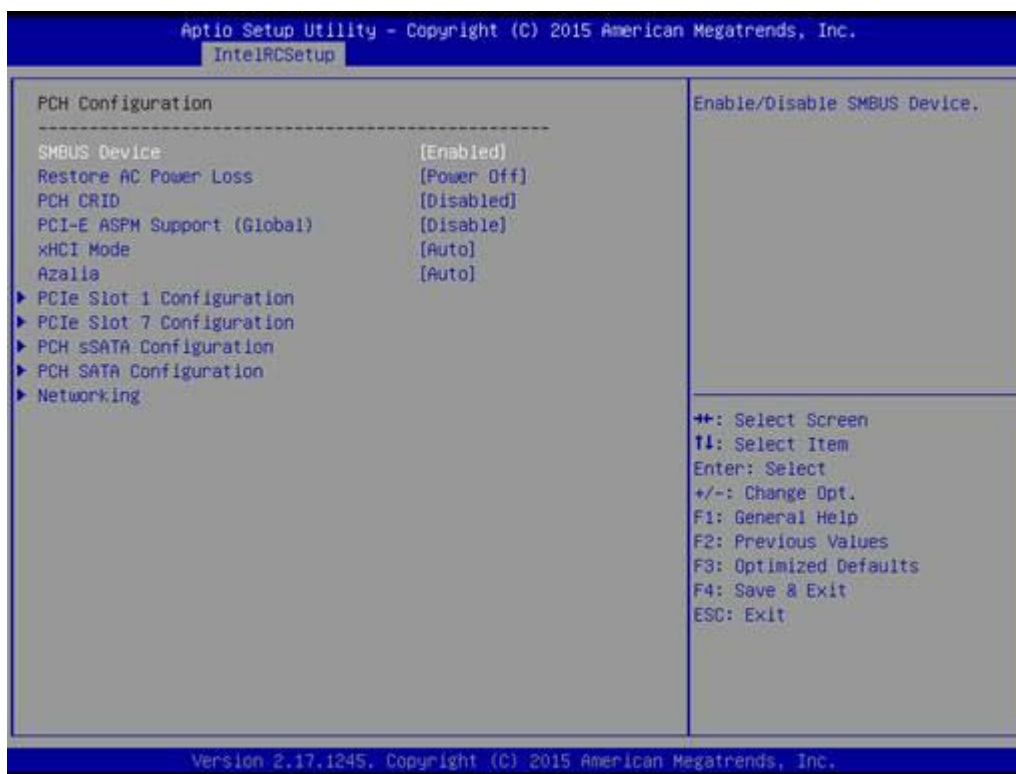 Aptio Setup Utility - Copyright (C) 2015 American Megatrends, Inc.
IntelRCSetup
PCH Configuration
--------------------------------------------------
SMBUS Device [Enabled]
Restore AC Power Loss [Power Off]
PCH CRID [Disabled]
PCI-E ASPM Support (Global) [Disable]
xHCI Mode [Auto]
Azalia [Auto]
PCIe Slot 1 Configuration
PCIe Slot 7 Configuration
PCH sSATA Configuration
PCH SATA Configuration
Networking
Enable/Disable SMBUS Device.
→←: Select Screen
↑↓: Select Item
Enter: Select
+/-: Change Opt.
F1: General Help
F2: Previous Values
F3: Optimized Defaults
F4: Save & Exit
ESC: Exit
Version 2.17.1245. Copyright (C) 2015 American Megatrends, Inc.